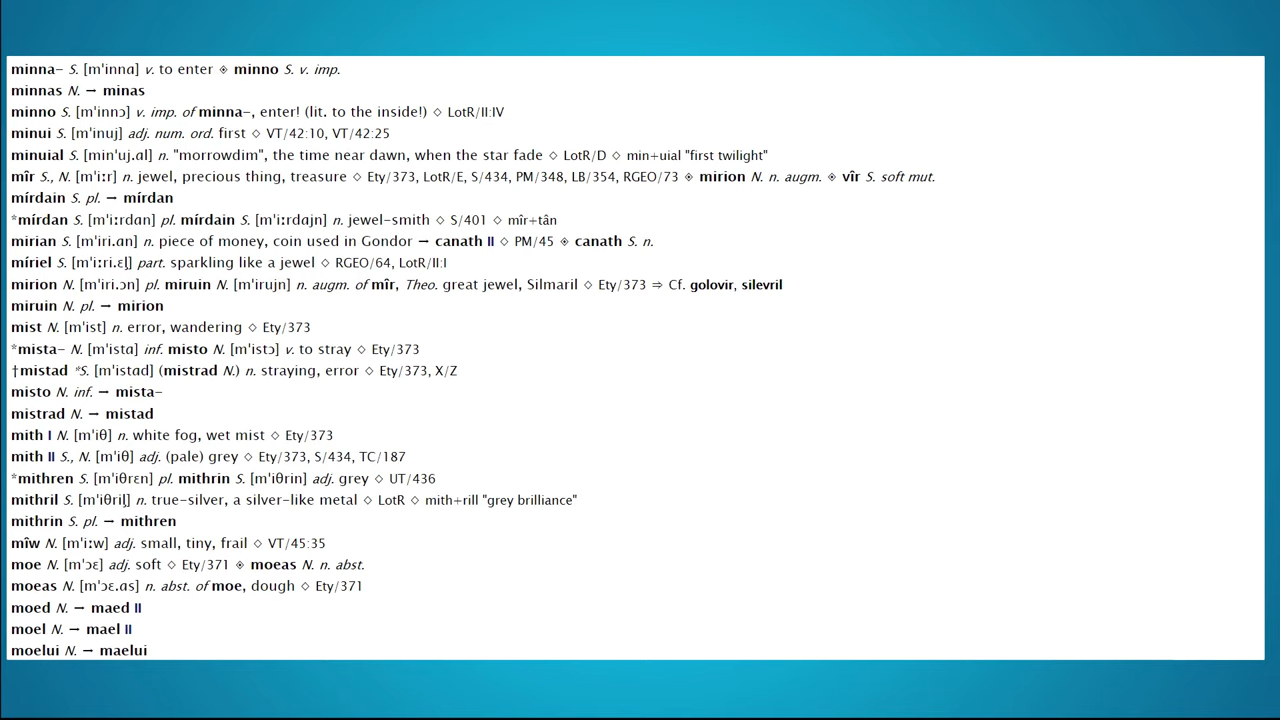 minna– S. [mˈinnɑ] v. to enter ◈ minno S. v. imp.
minnas N. → minas
minno S. [mˈinnɔ] v. imp. of minna–, enter! (lit. to the inside!) ◇ LotR/II:IV
minui S. [mˈinuj] adj. num. ord. first ◇ VT/42:10, VT/42:25
minuial S. [minˈuj.ɑl] n. "morrowdim", the time near dawn, when the star fade ◇ LotR/D ◇ min+uial "first twilight"
mîr S., N. [mˈiːr] n. jewel, precious thing, treasure ◇ Ety/373, LotR/E, S/434, PM/348, LB/354, RGEO/73 ◈ mirion N. n. augm. ◈ vîr S. soft mut.
mírdain S. pl. → mírdan
*mírdan S. [mˈiːrdɑn] pl. mírdain S. [mˈiːrdɑjn] n. jewel–smith ◇ S/401 ◇ mîr+tân
mirian S. [mˈiri.ɑn] n. piece of money, coin used in Gondor → canath II ◇ PM/45 ◈ canath S. n.
míriel S. [mˈiːri.ɛl̡] part. sparkling like a jewel ◇ RGEO/64, LotR/II:I
mirion N. [mˈiri.ɔn] pl. miruin N. [mˈirujn] n. augm. of mîr, Theo. great jewel, Silmaril ◇ Ety/373 ⇒ Cf. golovir, silevril
miruin N. pl. → mirion
mist N. [mˈist] n. error, wandering ◇ Ety/373
*mista– N. [mˈistɑ] inf. misto N. [mˈistɔ] v. to stray ◇ Ety/373
†mistad *S. [mˈistɑd] (mistrad N.) n. straying, error ◇ Ety/373, X/Z
misto N. inf. → mista–
mistrad N. → mistad
mith I N. [mˈiθ] n. white fog, wet mist ◇ Ety/373
mith II S., N. [mˈiθ] adj. (pale) grey ◇ Ety/373, S/434, TC/187
*mithren S. [mˈiθrɛn] pl. mithrin S. [mˈiθrin] adj. grey ◇ UT/436
mithril S. [mˈiθril̡] n. true–silver, a silver–like metal ◇ LotR ◇ mith+rill "grey brilliance"
mithrin S. pl. → mithren
mîw N. [mˈiːw] adj. small, tiny, frail ◇ VT/45:35
moe N. [mˈɔɛ] adj. soft ◇ Ety/371 ◈ moeas N. n. abst.
moeas N. [mˈɔɛ.ɑs] n. abst. of moe, dough ◇ Ety/371
moed N. → maed II
moel N. → mael II
moelui N. → maelui